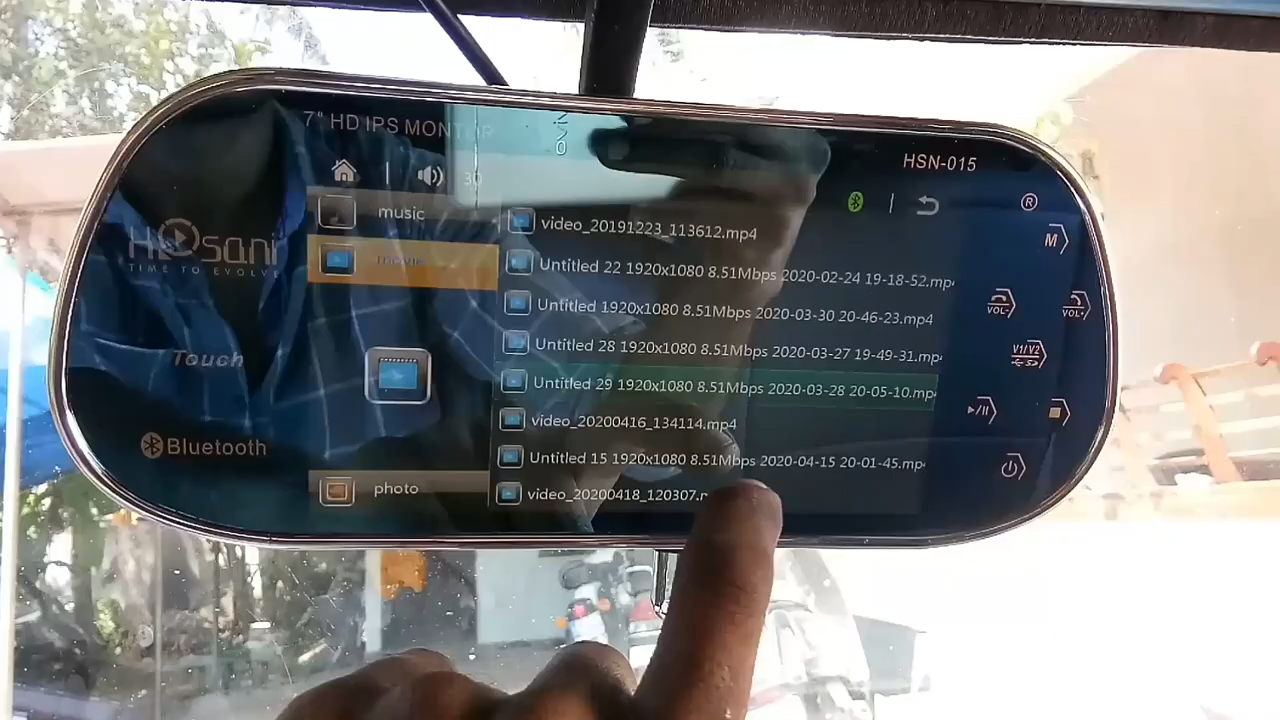 7" HD IPS MONITOR
HSN-015
30
®
M
music
movie
Hosani
TIME TO EVOLVE
Touch
Bluetooth
photo
video_20191223_113612.mp4
Untitled 22 1920x1080 8.51Mbps 2020-02-24 19-18-52.mp4
Untitled 1920x1080 8.51Mbps 2020-03-30 20-46-23.mp4
Untitled 28 1920x1080 8.51Mbps 2020-03-27 19-49-31.mp4
Untitled 29 1920x1080 8.51Mbps 2020-03-28 20-05-10.mp4
video_20200416_134114.mp4
Untitled 15 1920x1080 8.51Mbps 2020-04-15 20-01-45.mp4
video_20200418_120307.m
VOL-
VOL+
V1/V2
vivo